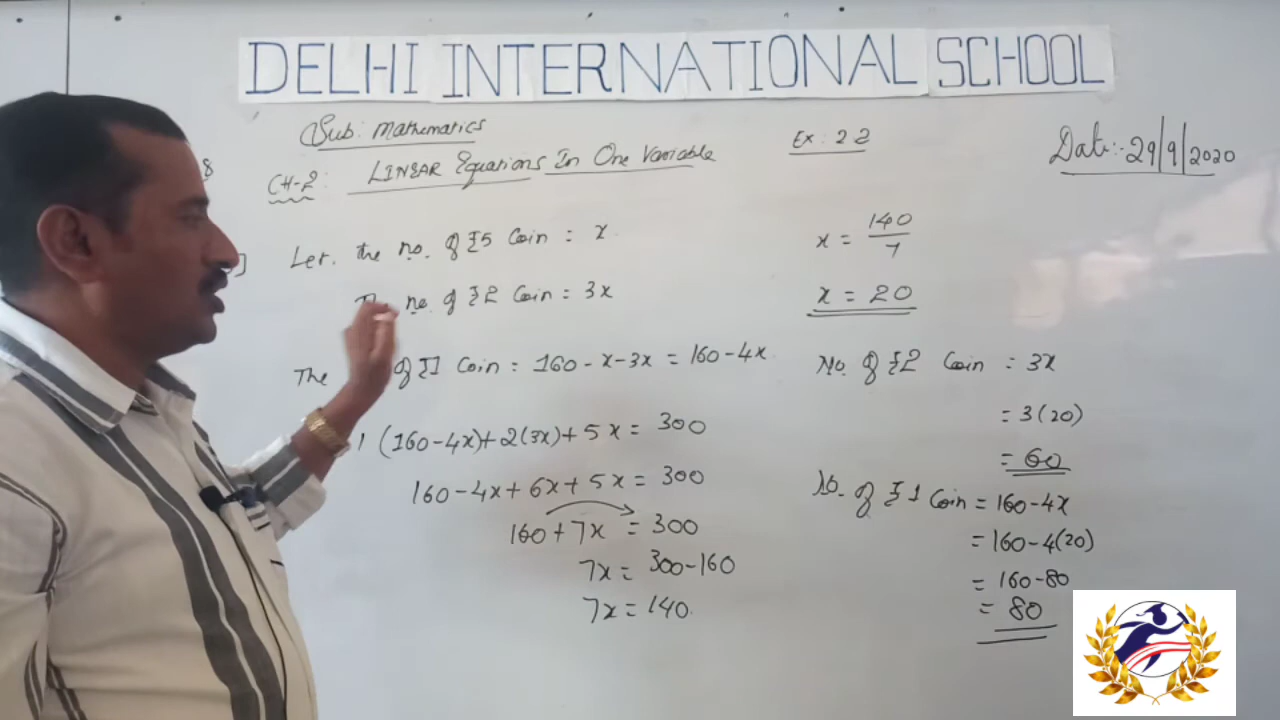 DELHI INTERNATIONAL SCHOOL
Sub: Mathematics
Ex: 2.2
Date:- 29/9/2020
8
CH-2: LINEAR Equations In One Variable
] Let. the no. of ₹5 Coin = x.
no. of ₹2 Coin = 3x
The of ₹1 Coin = 160 - x - 3x = 160 - 4x
1 (160-4x) + 2(3x) + 5x = 300
160 - 4x + 6x + 5x = 300
160 + 7x = 300
7x = 300-160
7x = 140.
x = 140/7
x = 20
No. of ₹2 Coin = 3x
= 3(20)
= 60
No. of ₹1 Coin = 160-4x
= 160-4(20)
= 160-80
= 80